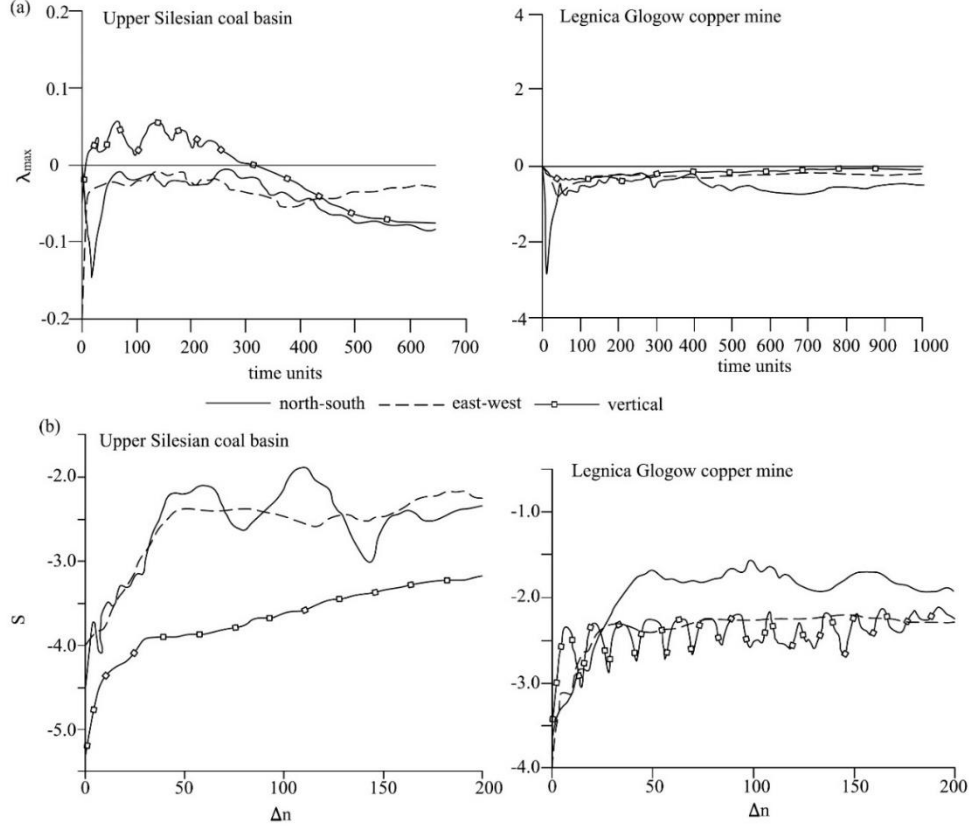 (a)
Upper Silesian coal basin
Legnica Glogow copper mine
0.2
0.1
0
-0.1
-0.2
λmax
0 100 200 300 400 500 600 700
time units
4
2
0
-2
-4
0 100 200 300 400 500 600 700 800 900 1000
time units
north-south east-west vertical
(b)
Upper Silesian coal basin
Legnica Glogow copper mine
-2.0
-3.0
-4.0
-5.0
S
0 50 100 150 200
Δn
-1.0
-2.0
-3.0
-4.0
0 50 100 150 200
Δn